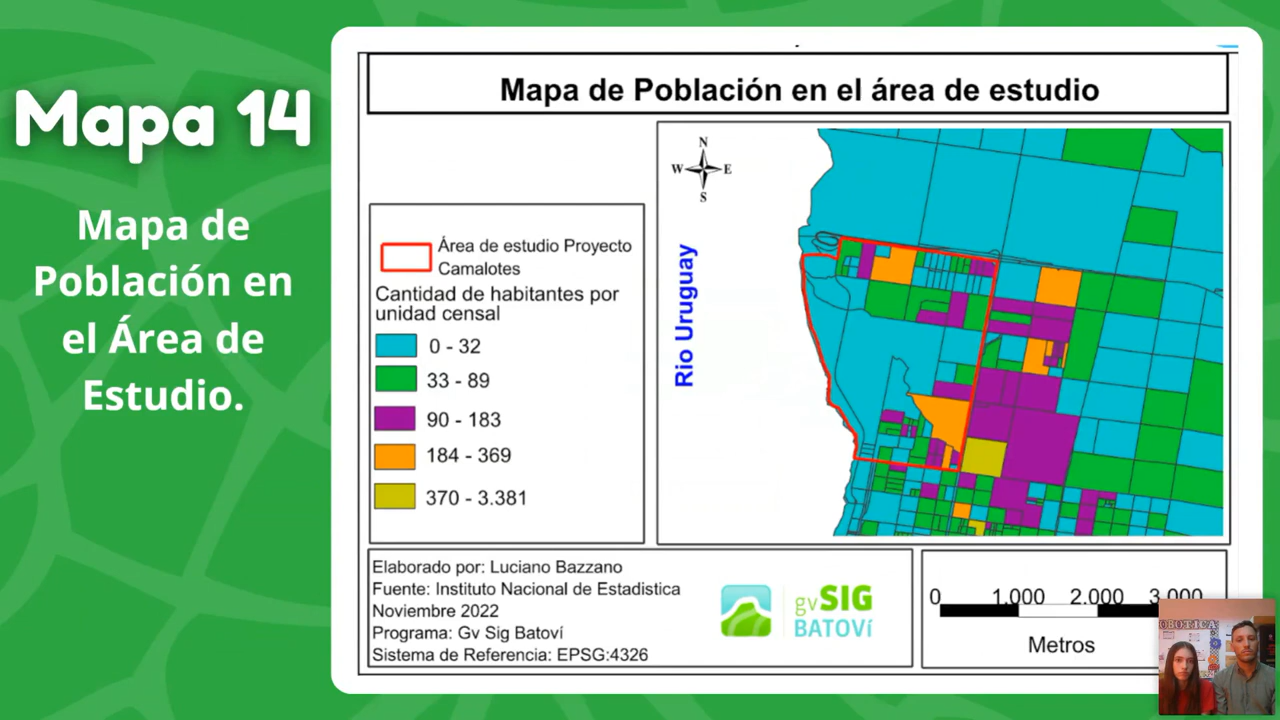 Mapa 14
Mapa de
Población en
el Área de
Estudio.
Mapa de Población en el área de estudio
N
W E
S
Rio Uruguay
Área de estudio Proyecto
Camalotes
Cantidad de habitantes por
unidad censal
0 - 32
33 - 89
90 - 183
184 - 369
370 - 3.381
Elaborado por: Luciano Bazzano
Fuente: Instituto Nacional de Estadistica
Noviembre 2022
Programa: Gv Sig Batoví
Sistema de Referencia: EPSG:4326
gvSIG
BATOVí
0 1.000 2.000 3.000
Metros